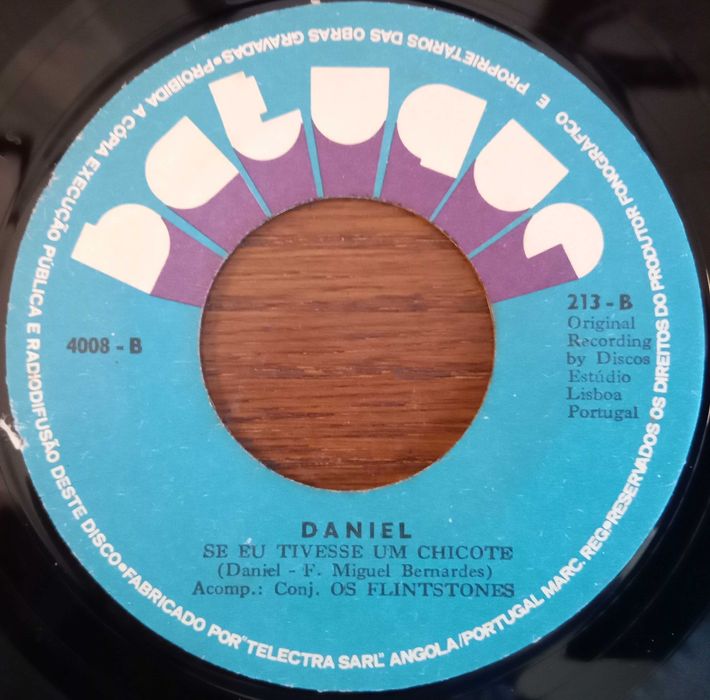 batuque
4008 - B
213 - B
Original
Recording
by Discos
Estúdio
Lisboa
Portugal
DANIEL
SE EU TIVESSE UM CHICOTE
(Daniel - F. Miguel Bernardes)
Acomp.: Conj. OS FLINTSTONES
•FABRICADO POR "TELECTRA SARL" ANGOLA/PORTUGAL MARC. REG•RESERVADOS OS DIREITOS DO PRODUTOR FONOGRÁFICO E PROPRIETÁRIOS DAS OBRAS GRAVADAS•PROIBIDA A CÓPIA EXECUÇÃO PÚBLICA E RADIODIFUSÃO DESTE DISCO